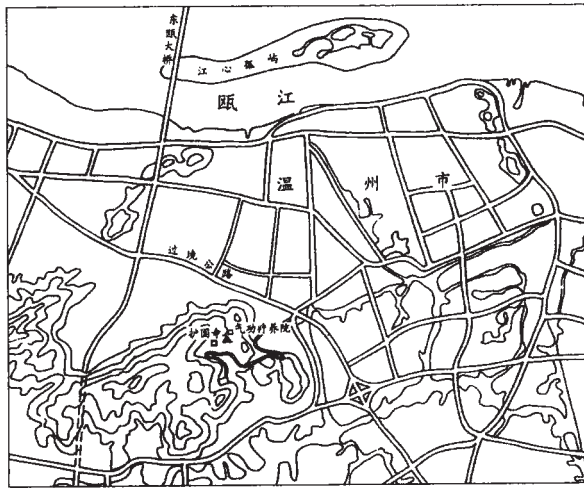 东瓯大桥
江心孤屿
瓯江
温州市
过境公路
护国寺
气功疗养院